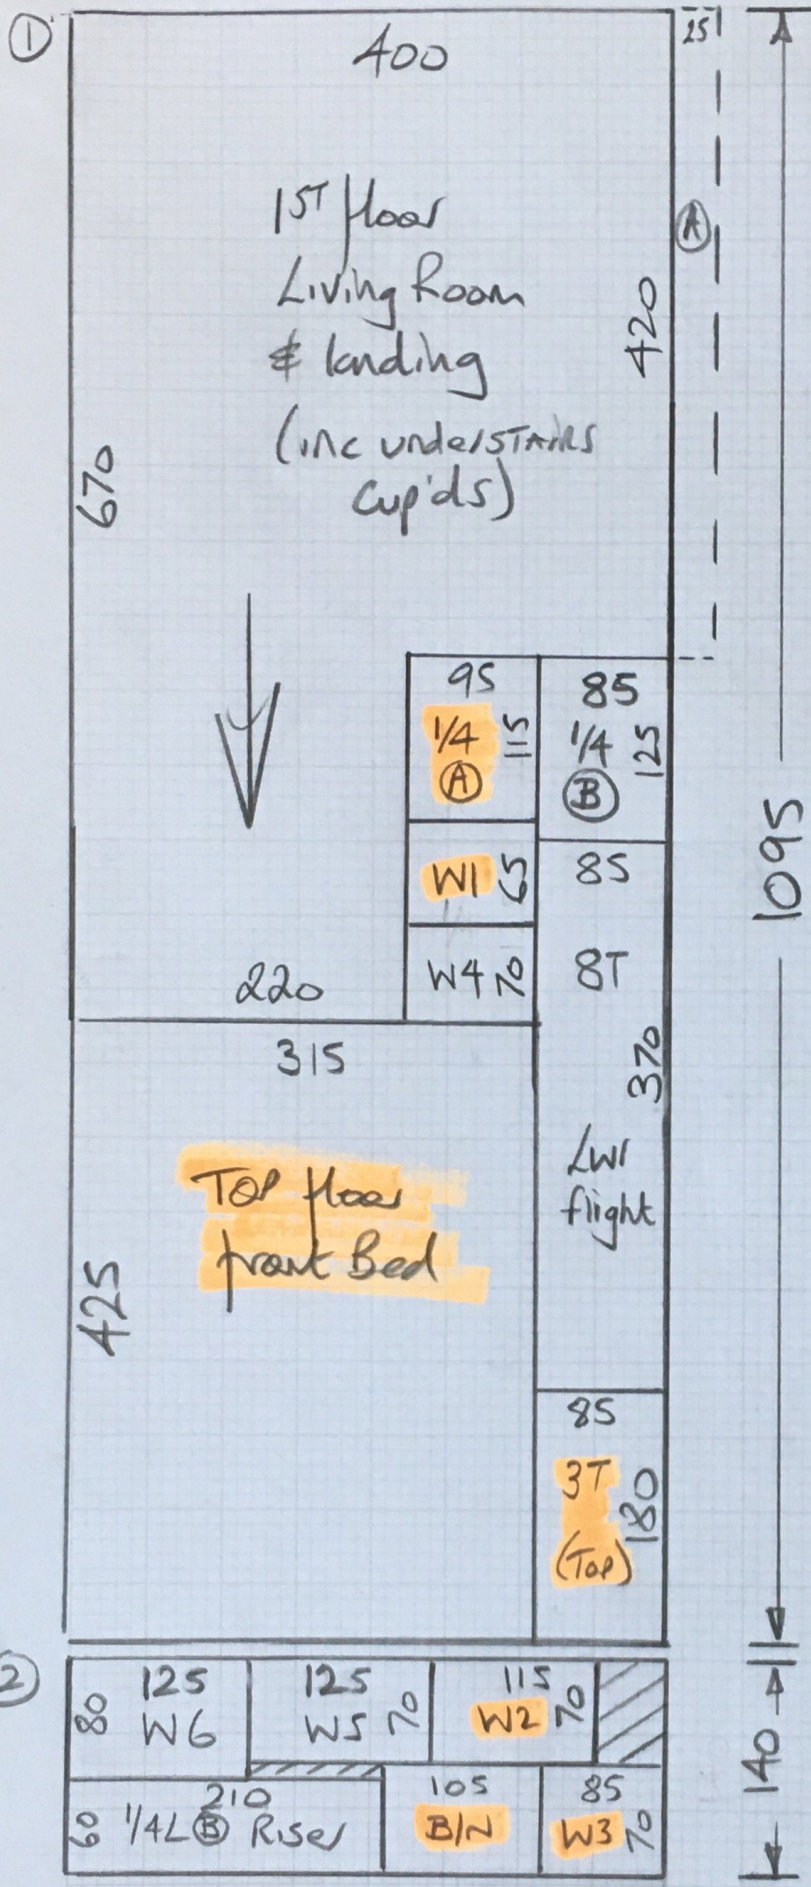 1
400
25
1ST floor
Living Room
& landing
(inc underSTAIRS
Cup'ds)
A
420
670
1095
95
1/4
A
115
85
1/4
B
125
W1 65
W4 70
85
8T
370
Lwr
flight
220
315
Top floor
front Bed
425
85
3T
(Top)
180
2
80 125
W6
125
W5 70
115
W2 70
140
60 210
1/4L B Riser
105
B/N
85
W3 70